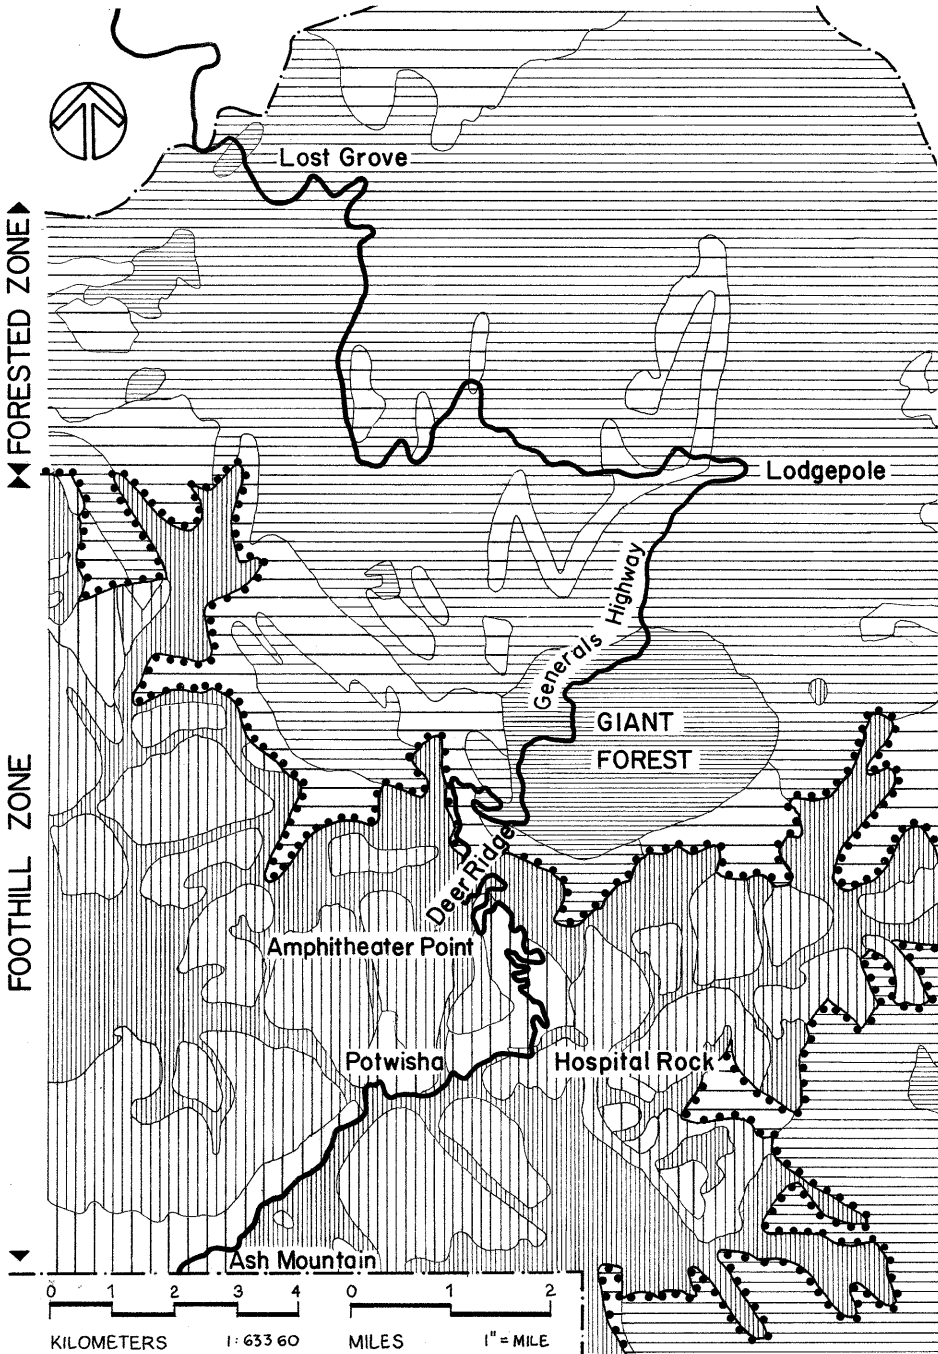 Lost Grove
FORESTED ZONE
Lodgepole
Generals Highway
GIANT
FOREST
FOOTHILL ZONE
Deer Ridge
Amphitheater Point
Potwisha
Hospital Rock
Ash Mountain
0 1 2 3 4 0 1 2
KILOMETERS 1:63360 MILES 1"=MILE